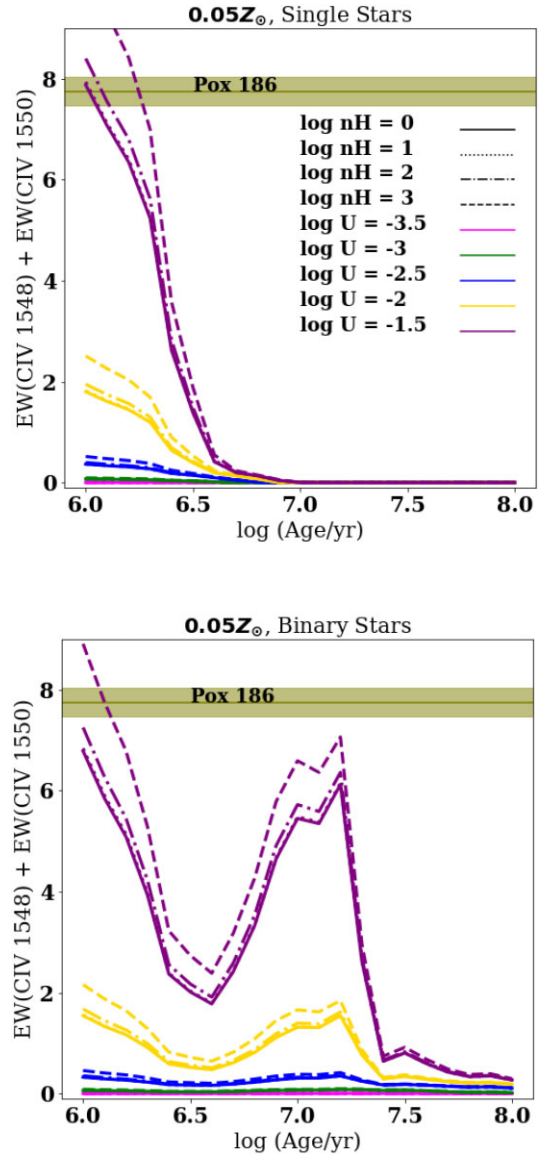 0.05Z☉, Single Stars
EW(CIV 1548) + EW(CIV 1550)
8
6
4
2
0
Pox 186
log nH = 0
log nH = 1
log nH = 2
log nH = 3
log U = -3.5
log U = -3
log U = -2.5
log U = -2
log U = -1.5
6.0 6.5 7.0 7.5 8.0
log (Age/yr)
0.05Z☉, Binary Stars
EW(CIV 1548) + EW(CIV 1550)
8
6
4
2
0
Pox 186
6.0 6.5 7.0 7.5 8.0
log (Age/yr)